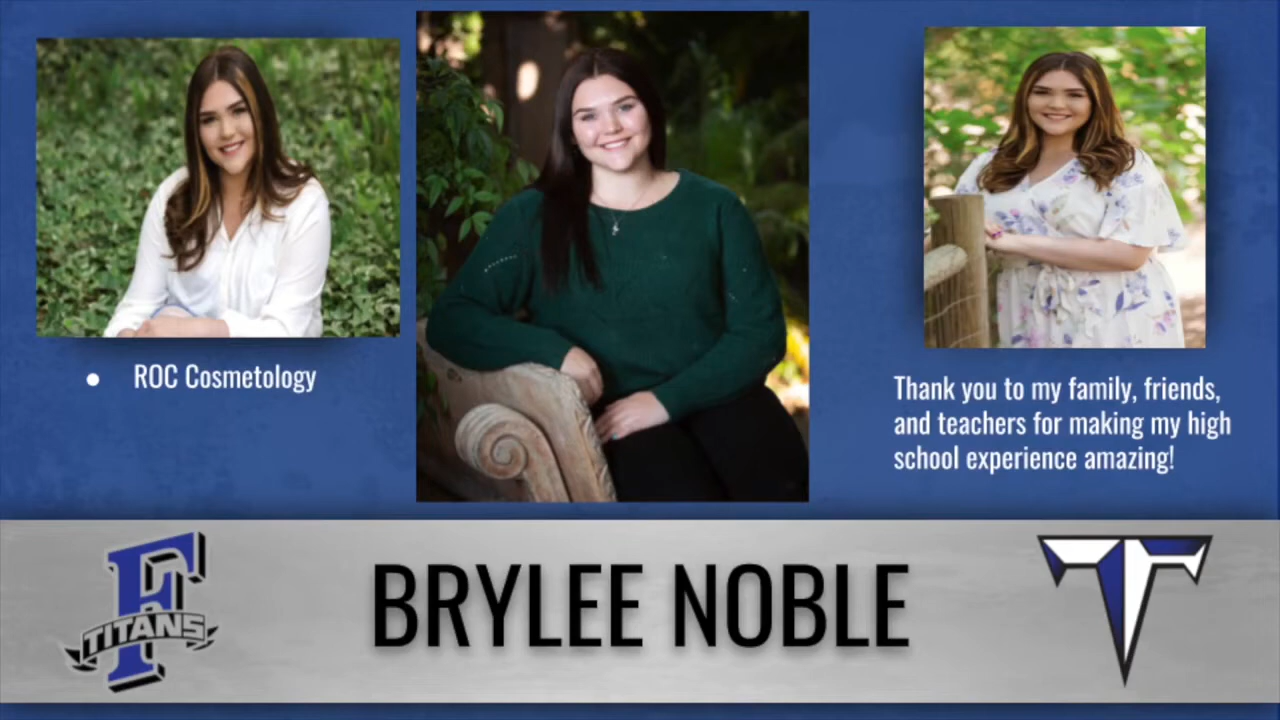 ● ROC Cosmetology
Thank you to my family, friends,
and teachers for making my high
school experience amazing!
F
TITANS
BRYLEE NOBLE
T